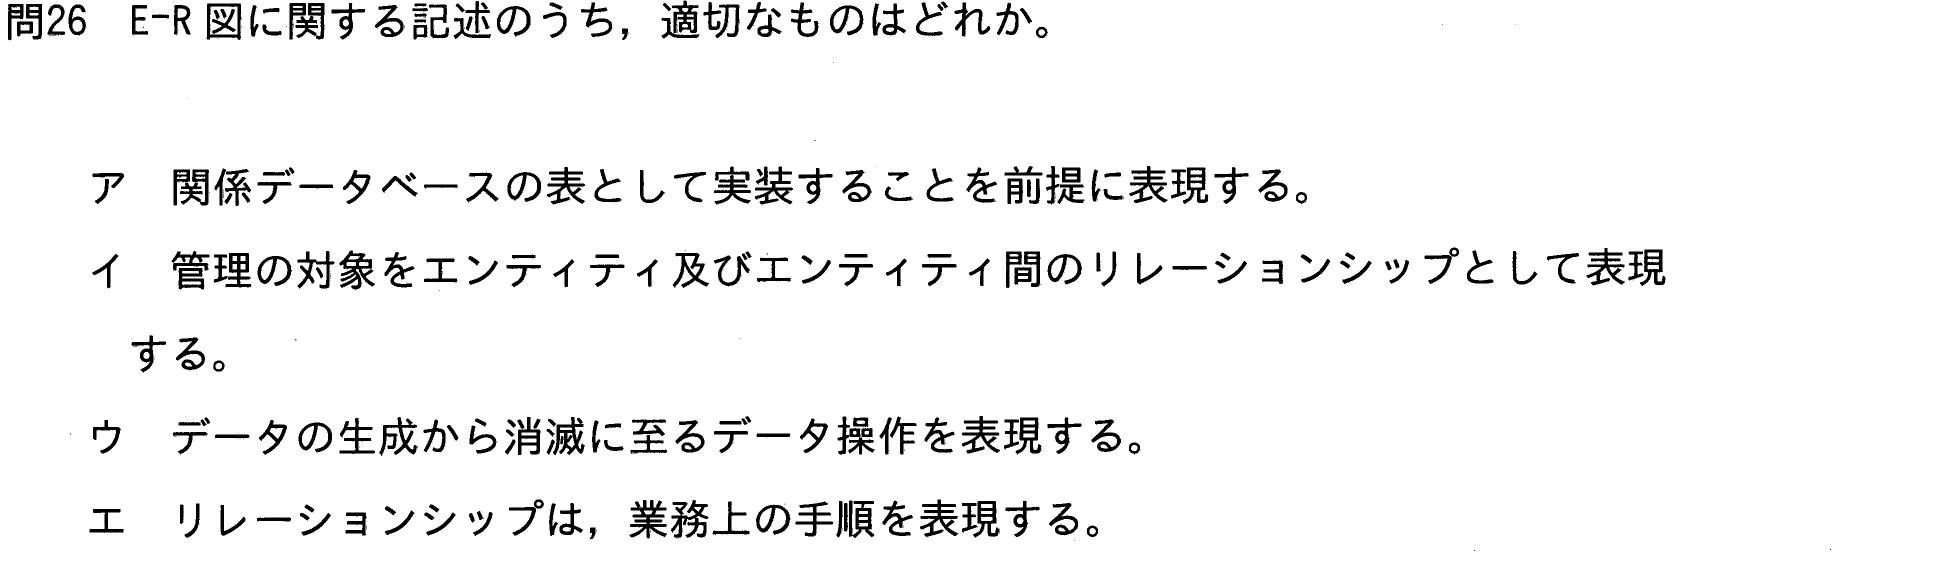 問26　E-R 図に関する記述のうち，適切なものはどれか。
ア　関係データベースの表として実装することを前提に表現する。
イ　管理の対象をエンティティ及びエンティティ間のリレーションシップとして表現
する。
ウ　データの生成から消滅に至るデータ操作を表現する。
エ　リレーションシップは，業務上の手順を表現する。